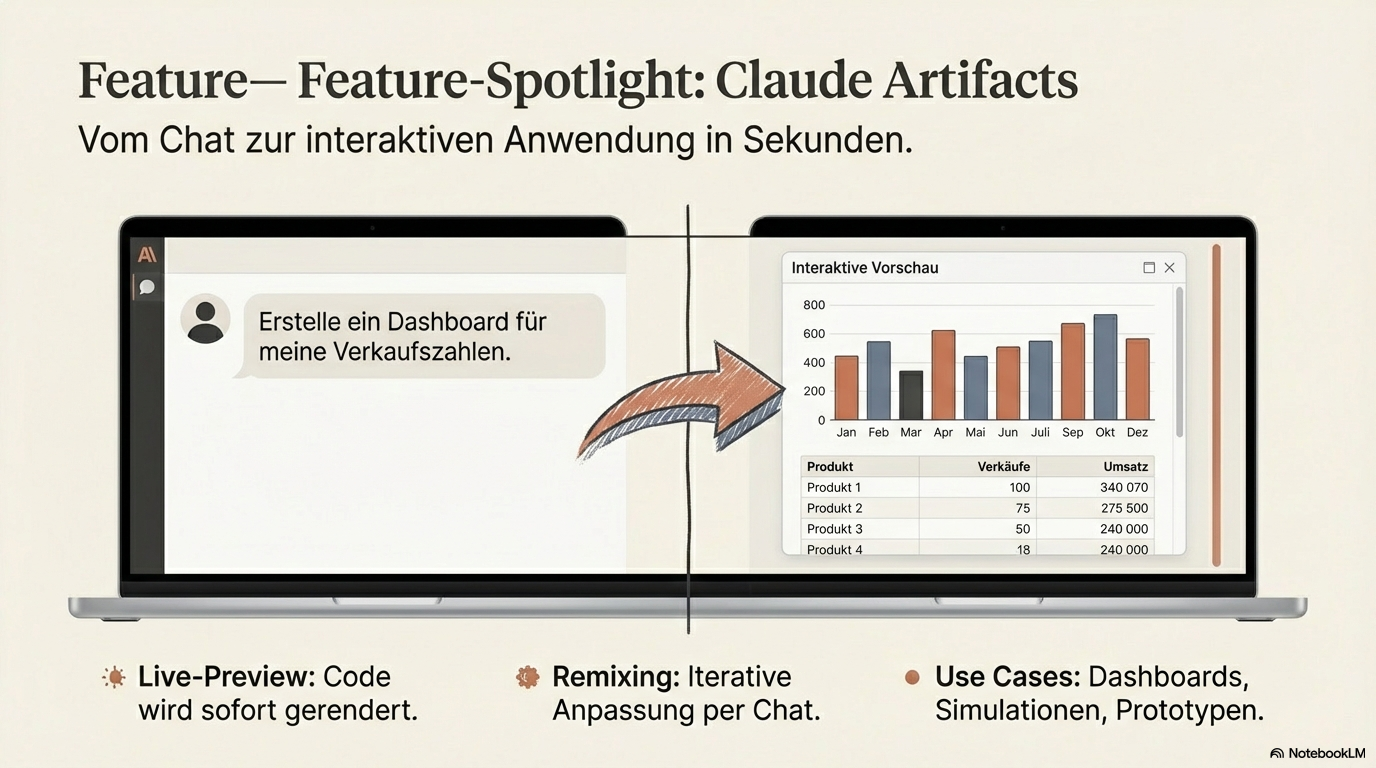 Feature— Feature-Spotlight: Claude Artifacts
Vom Chat zur interaktiven Anwendung in Sekunden.
Erstelle ein Dashboard für
meine Verkaufszahlen.
Interaktive Vorschau
800
600
400
200
0
Jan Feb Mar Apr Mai Jun Juli Sep Okt Dez
Produkt Verkäufe Umsatz
Produkt 1 100 340 070
Produkt 2 75 275 500
Produkt 3 50 240 000
Produkt 4 18 240 000
Live-Preview: Code
wird sofort gerendert.
Remixing: Iterative
Anpassung per Chat.
Use Cases: Dashboards,
Simulationen, Prototypen.
NotebookLM